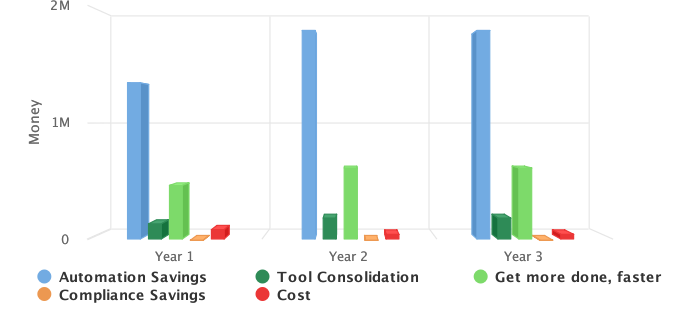 2M
1M
0
Money
Year 1 Year 2 Year 3
Automation Savings Tool Consolidation Get more done, faster
Compliance Savings Cost